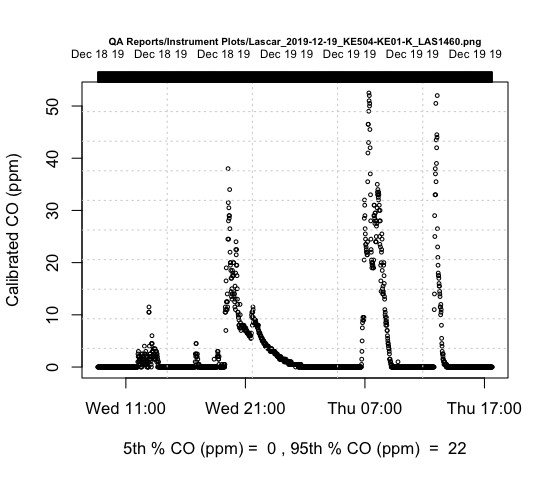 QA Reports/Instrument Plots/Lascar_2019-12-19_KE504-KE01-K_LAS1460.png
Dec 18 19 Dec 18 19 Dec 18 19 Dec 19 19 Dec 19 19 Dec 19 19 Dec 19 19
50
40
30
20
10
0
Calibrated CO (ppm)
Wed 11:00 Wed 21:00 Thu 07:00 Thu 17:00
5th % CO (ppm) = 0 , 95th % CO (ppm) = 22